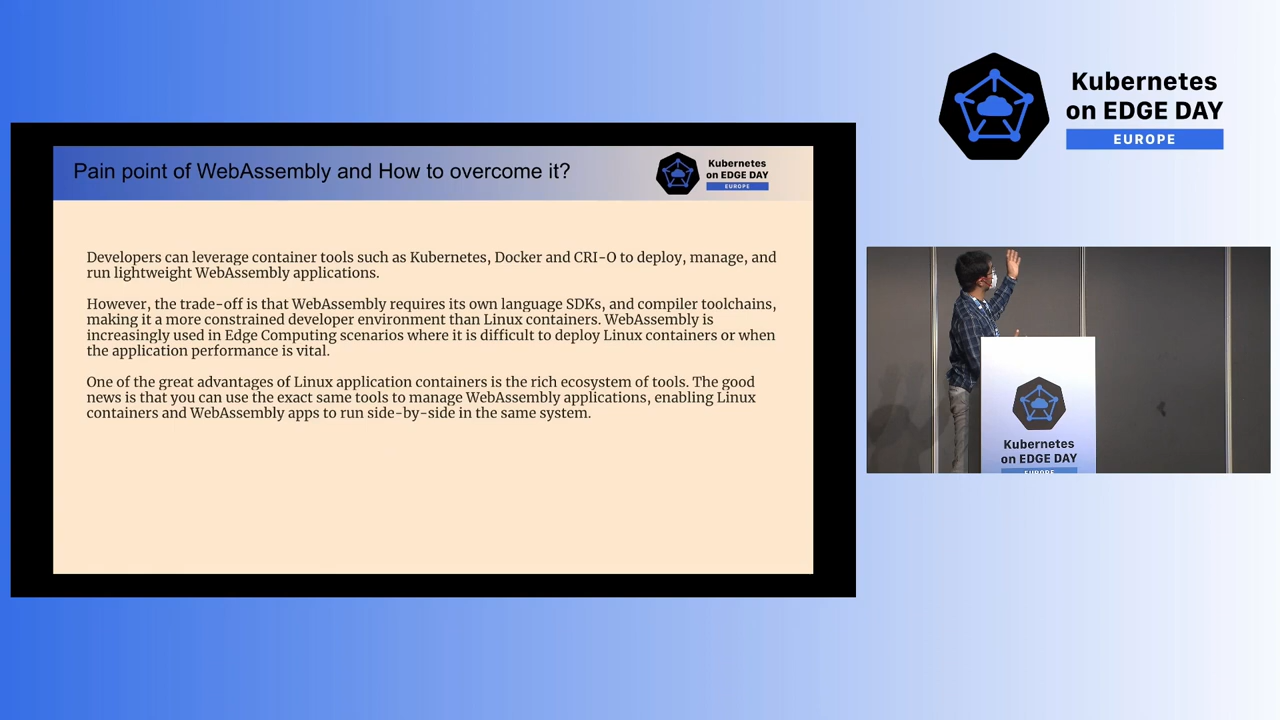 Kubernetes
on EDGE DAY
EUROPE
Pain point of WebAssembly and How to overcome it?
Kubernetes
on EDGE DAY
EUROPE
Developers can leverage container tools such as Kubernetes, Docker and CRI-O to deploy, manage, and
run lightweight WebAssembly applications.
However, the trade-off is that WebAssembly requires its own language SDKs, and compiler toolchains,
making it a more constrained developer environment than Linux containers. WebAssembly is
increasingly used in Edge Computing scenarios where it is difficult to deploy Linux containers or when
the application performance is vital.
One of the great advantages of Linux application containers is the rich ecosystem of tools. The good
news is that you can use the exact same tools to manage WebAssembly applications, enabling Linux
containers and WebAssembly apps to run side-by-side in the same system.
Kubernetes
on EDGE DAY
EUROPE